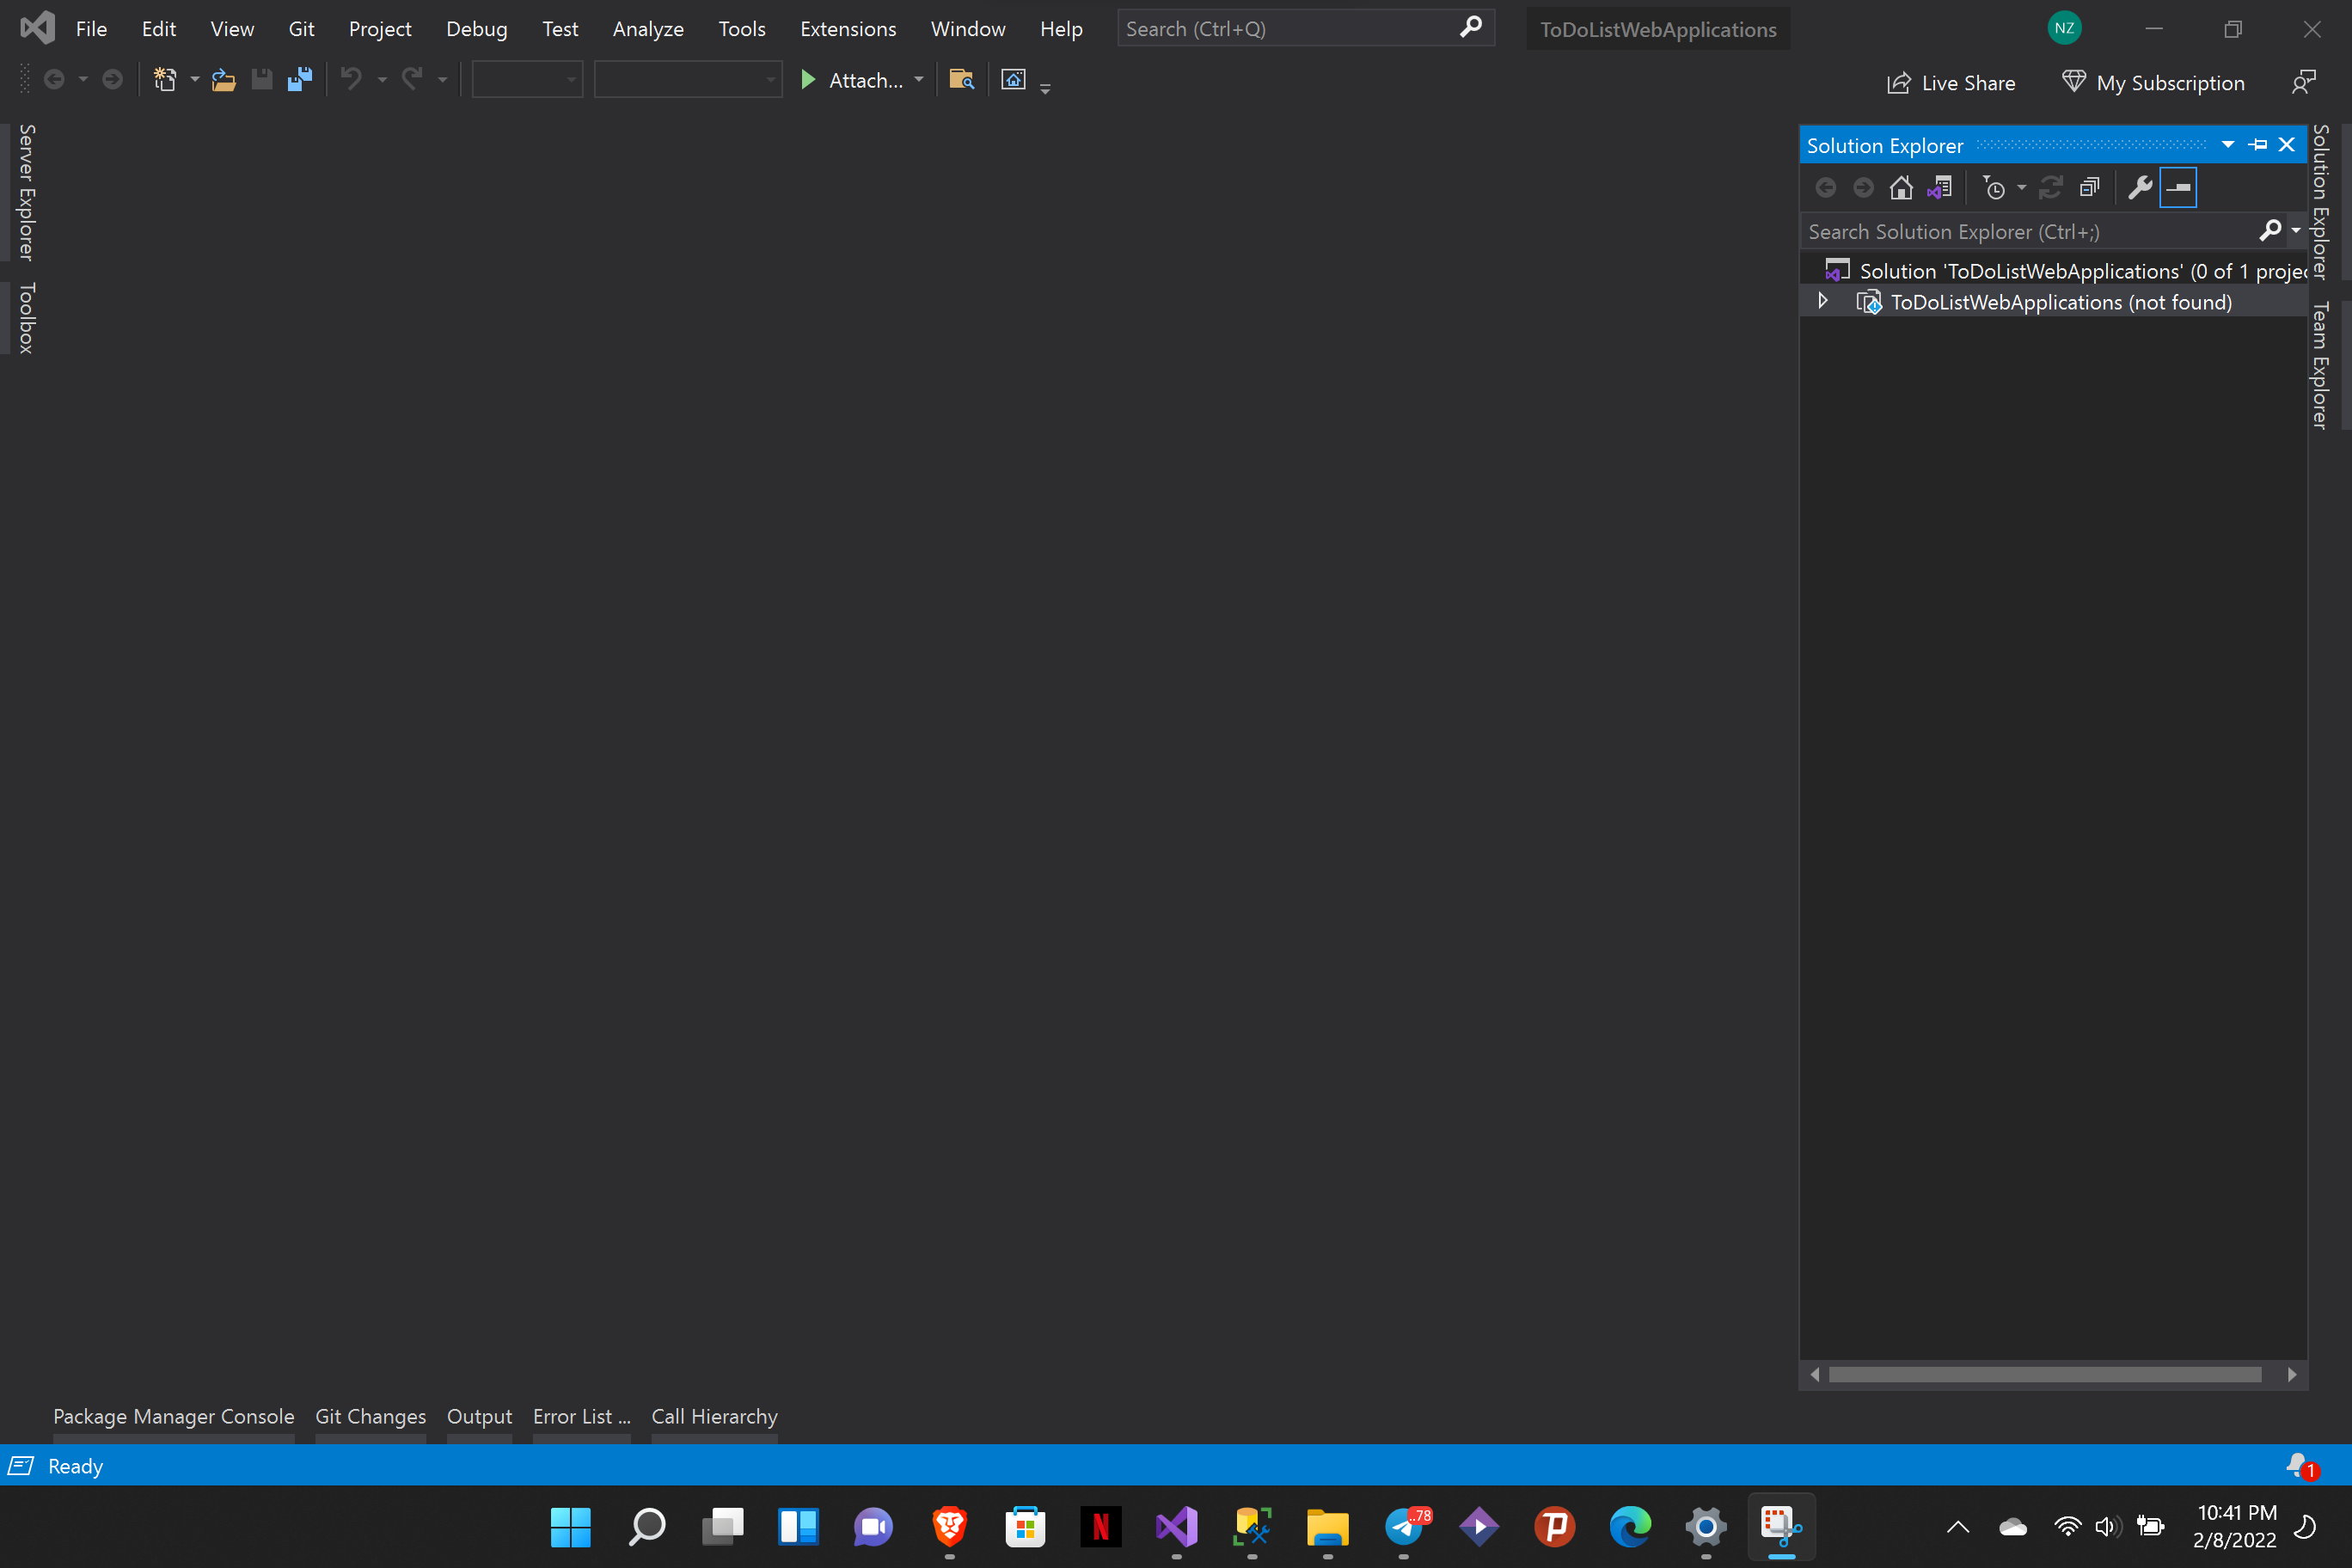 File Edit View Git Project Debug Test Analyze Tools Extensions Window Help Search (Ctrl+Q) ToDoListWebApplications NZ
Attach... Live Share My Subscription
Server Explorer
Toolbox
Solution Explorer
Search Solution Explorer (Ctrl+;)
Solution 'ToDoListWebApplications' (0 of 1 projec
ToDoListWebApplications (not found)
Solution Explorer
Team Explorer
Package Manager Console Git Changes Output Error List ... Call Hierarchy
Ready 1
N ..78 P 10:41 PM
2/8/2022